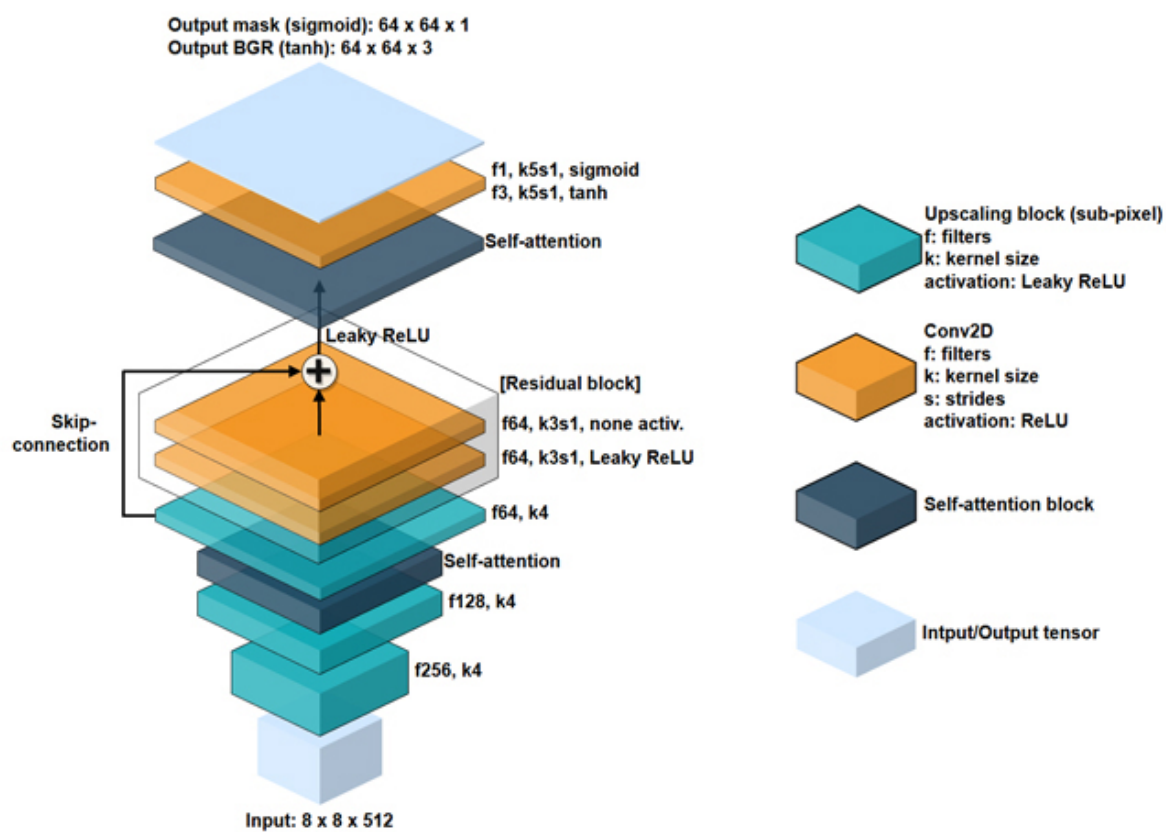 Output mask (sigmoid): 64 x 64 x 1
Output BGR (tanh): 64 x 64 x 3
f1, k5s1, sigmoid
f3, k5s1, tanh
Self-attention
Leaky ReLU
[Residual block]
Skip-
connection
f64, k3s1, none activ.
f64, k3s1, Leaky ReLU
f64, k4
Self-attention
f128, k4
f256, k4
Input: 8 x 8 x 512
Upscaling block (sub-pixel)
f: filters
k: kernel size
activation: Leaky ReLU
Conv2D
f: filters
k: kernel size
s: strides
activation: ReLU
Self-attention block
Intput/Output tensor